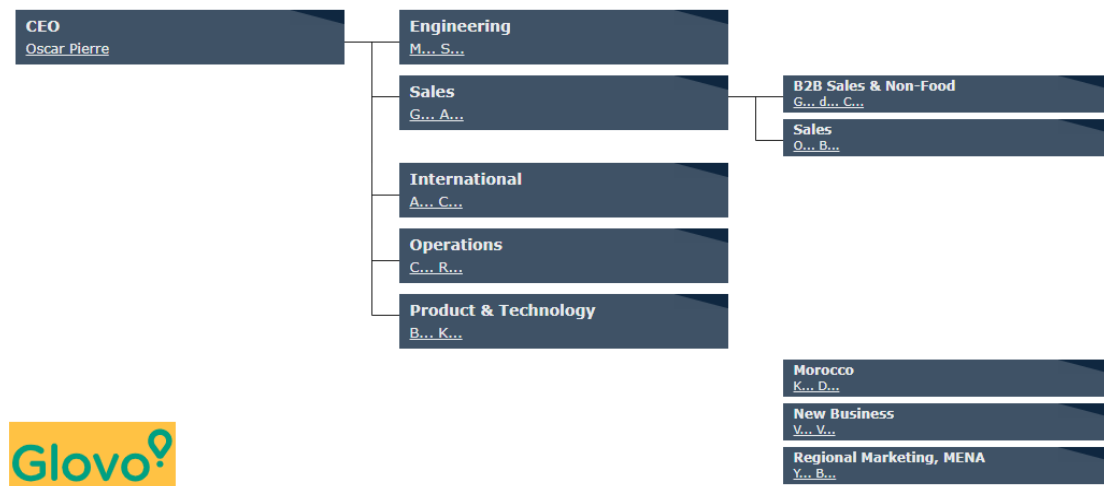 CEO
Oscar Pierre
Engineering
M... S...
Sales
G... A...
B2B Sales & Non-Food
G... d... C...
Sales
O... B...
International
A... C...
Operations
C... R...
Product & Technology
B... K...
Morocco
K... D...
New Business
V... V...
Regional Marketing, MENA
Y... B...
Glovo